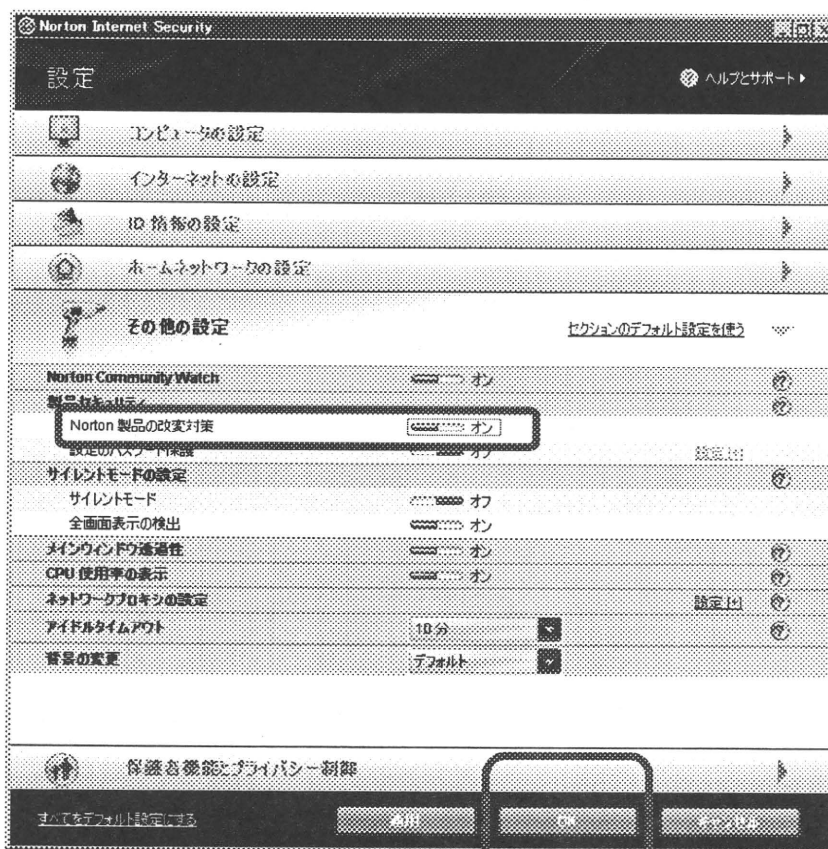 Norton Internet Security
設定
ヘルプとサポート
コンピュータの設定
インターネットの設定
ID 情報の設定
ホームネットワークの設定
その他の設定 セクションのデフォルト設定を使う
Norton Community Watch オン
製品セキュリティ
Norton 製品の改変対策 オン
設定のパスワード保護 オフ 設定 [+]
サイレントモードの設定
サイレントモード オフ
全画面表示の検出 オン
メインウィンドウ透過性 オン
CPU 使用率の表示 オン
ネットワークプロキシの設定 設定 [+]
アイドルタイムアウト 10 分
背景の変更 デフォルト
保護者機能とプライバシー制御
すべてをデフォルト設定にする 適用 OK キャンセル